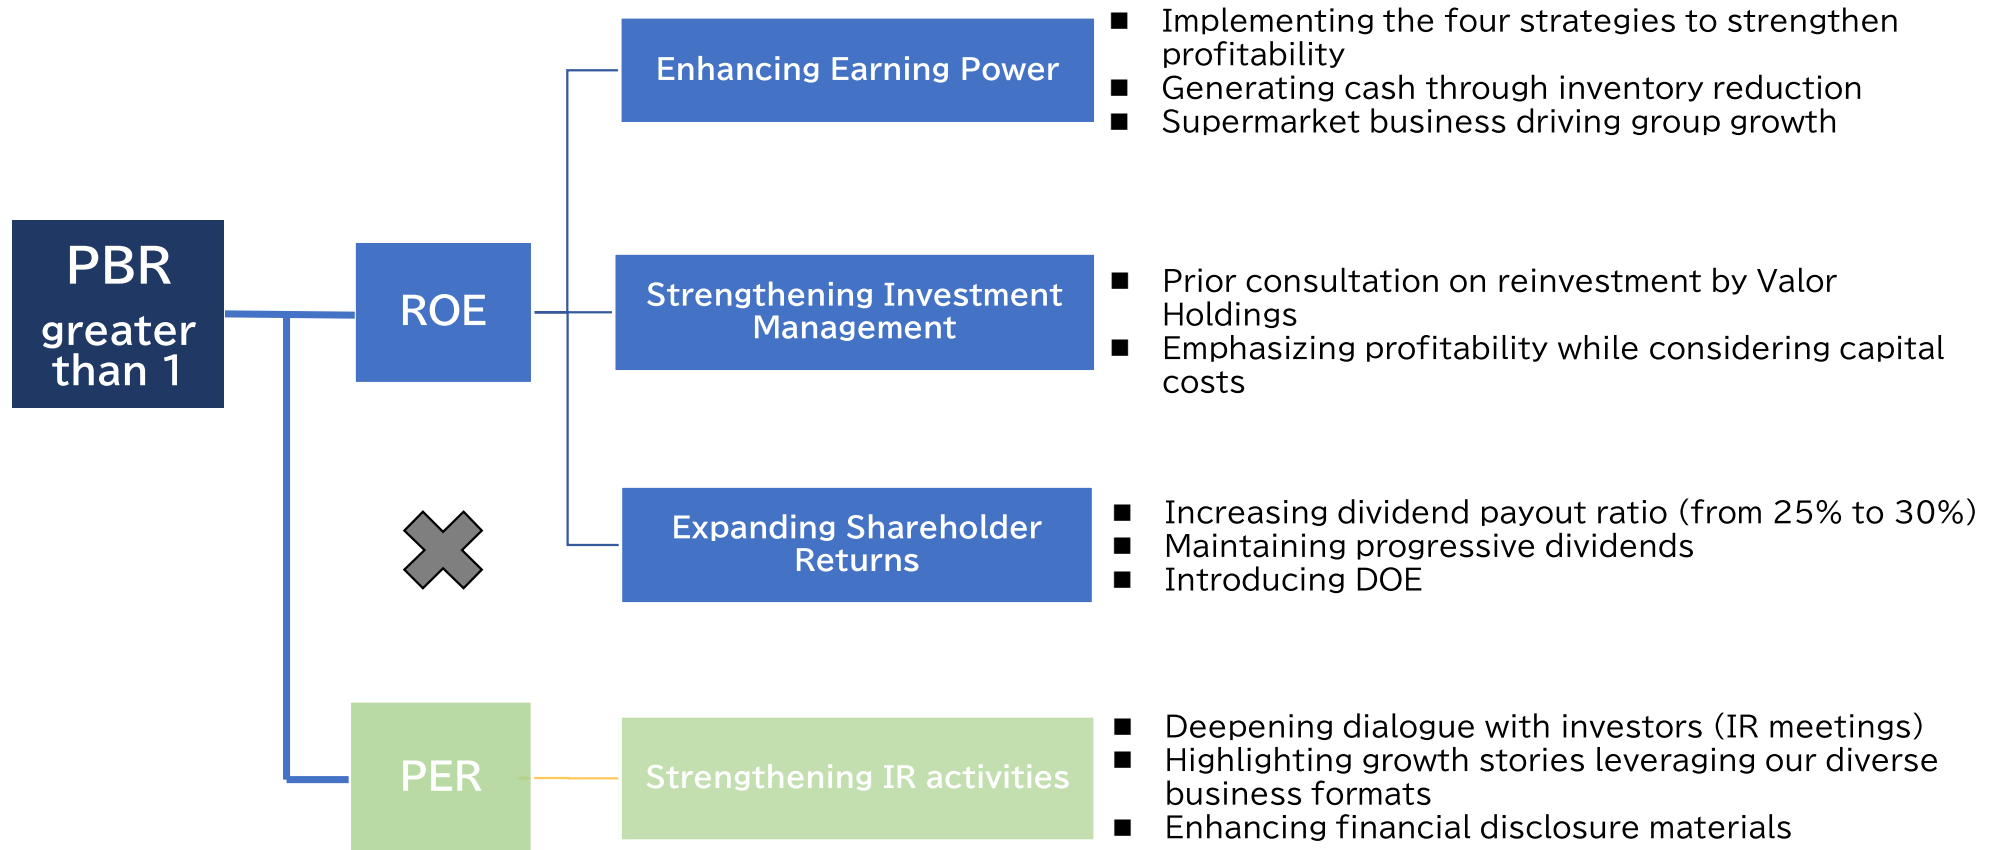 PBR
greater
than 1
ROE
Enhancing Earning Power
■ Implementing the four strategies to strengthen
profitability
■ Generating cash through inventory reduction
■ Supermarket business driving group growth
Strengthening Investment
Management
■ Prior consultation on reinvestment by Valor
Holdings
■ Emphasizing profitability while considering capital
costs
Expanding Shareholder
Returns
■ Increasing dividend payout ratio (from 25% to 30%)
■ Maintaining progressive dividends
■ Introducing DOE
PER
Strengthening IR activities
■ Deepening dialogue with investors (IR meetings)
■ Highlighting growth stories leveraging our diverse
business formats
■ Enhancing financial disclosure materials